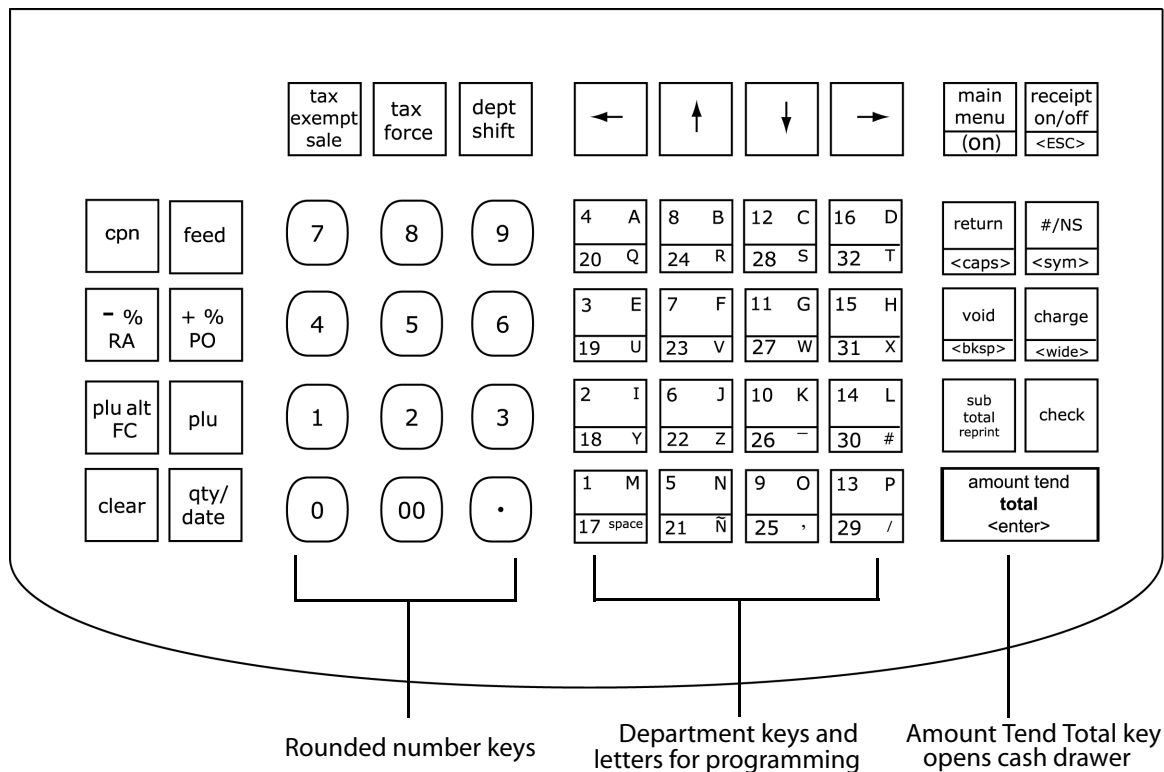 tax
exempt
sale
tax
force
dept
shift
main
menu
(on)
receipt
on/off
<ESC>
cpn
feed
7
8
9
4 A
20 Q
8 B
24 R
12 C
28 S
16 D
32 T
return
<caps>
#/NS
<sym>
- %
RA
+ %
PO
4
5
6
3 E
19 U
7 F
23 V
11 G
27 W
15 H
31 X
void
<bksp>
charge
<wide>
plu alt
FC
plu
1
2
3
2 I
18 Y
6 J
22 Z
10 K
26 –
14 L
30 #
sub
total
reprint
check
clear
qty/
date
0
00
.
1 M
17 space
5 N
21 Ñ
9 O
25 ,
13 P
29 /
amount tend
total
<enter>
Rounded number keys
Department keys and
letters for programming
Amount Tend Total key
opens cash drawer